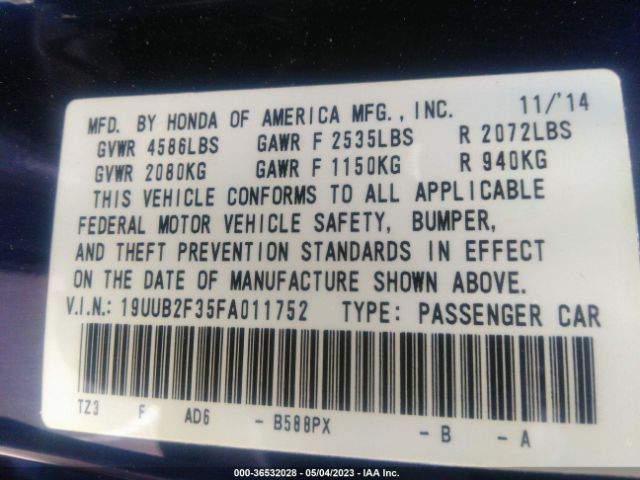 MFD. BY HONDA OF AMERICA MFG., INC. 11/'14
GVWR 4586LBS GAWR F 2535LBS R 2072LBS
GVWR 2080KG GAWR F 1150KG R 940KG
THIS VEHICLE CONFORMS TO ALL APPLICABLE
FEDERAL MOTOR VEHICLE SAFETY, BUMPER,
AND THEFT PREVENTION STANDARDS IN EFFECT
ON THE DATE OF MANUFACTURE SHOWN ABOVE.
V.I.N.: 19UUB2F35FA011752 TYPE: PASSENGER CAR
TZ3 F AD6 - B588PX - B - A
000-36532028 - 05/04/2023 - IAA Inc.